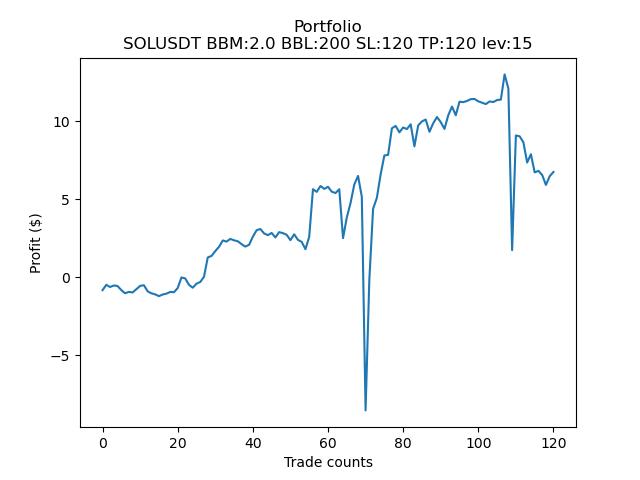 Portfolio
SOLUSDT BBM:2.0 BBL:200 SL:120 TP:120 lev:15
10
5
0
−5
Profit ($)
0 20 40 60 80 100 120
Trade counts